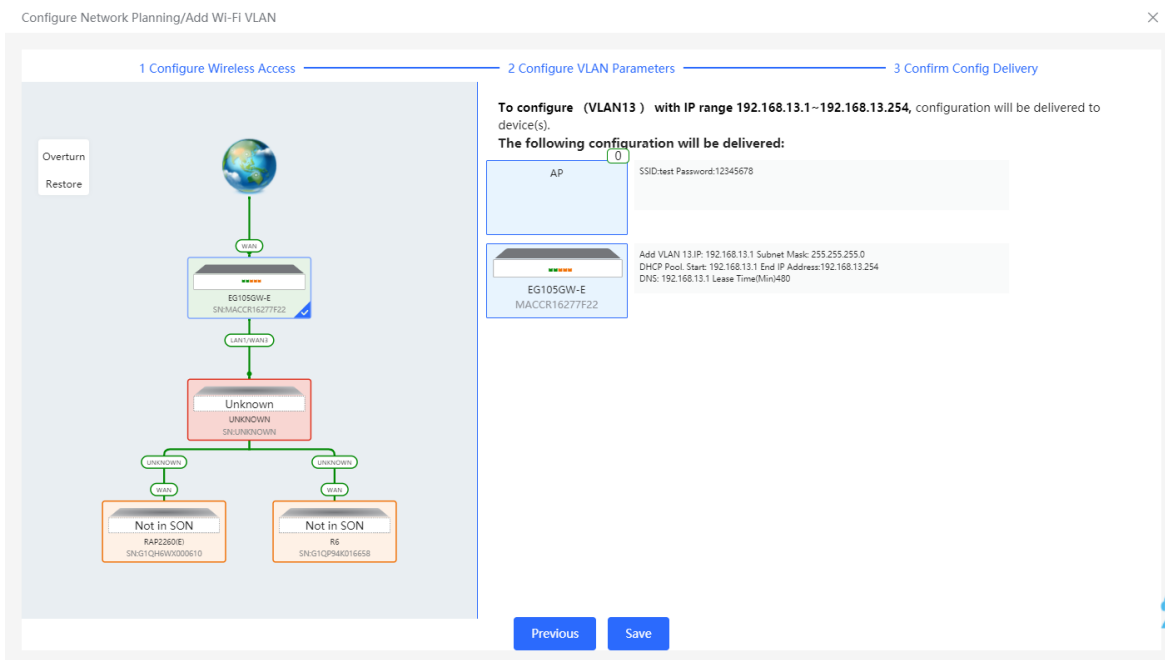 Configure Network Planning/Add Wi-Fi VLAN
1 Configure Wireless Access
2 Configure VLAN Parameters
3 Confirm Config Delivery
Overturn
Restore
WAN
EG105GW-E
SN:MACCR16277F22
LAN1/WAN3
Unknown
UNKNOWN
SN:UNKNOWN
UNKNOWN
UNKNOWN
WAN
WAN
Not in SON
RAP2260(E)
SN:G1QH6WX000610
Not in SON
R6
SN:G1QP94K016658
To configure （VLAN13 ） with IP range 192.168.13.1~192.168.13.254, configuration will be delivered to
device(s).
The following configuration will be delivered:
0
AP
SSID:test Password:12345678
EG105GW-E
MACCR16277F22
Add VLAN 13.IP: 192.168.13.1 Subnet Mask: 255.255.255.0
DHCP Pool. Start: 192.168.13.1 End IP Address:192.168.13.254
DNS: 192.168.13.1 Lease Time(Min)480
Previous
Save